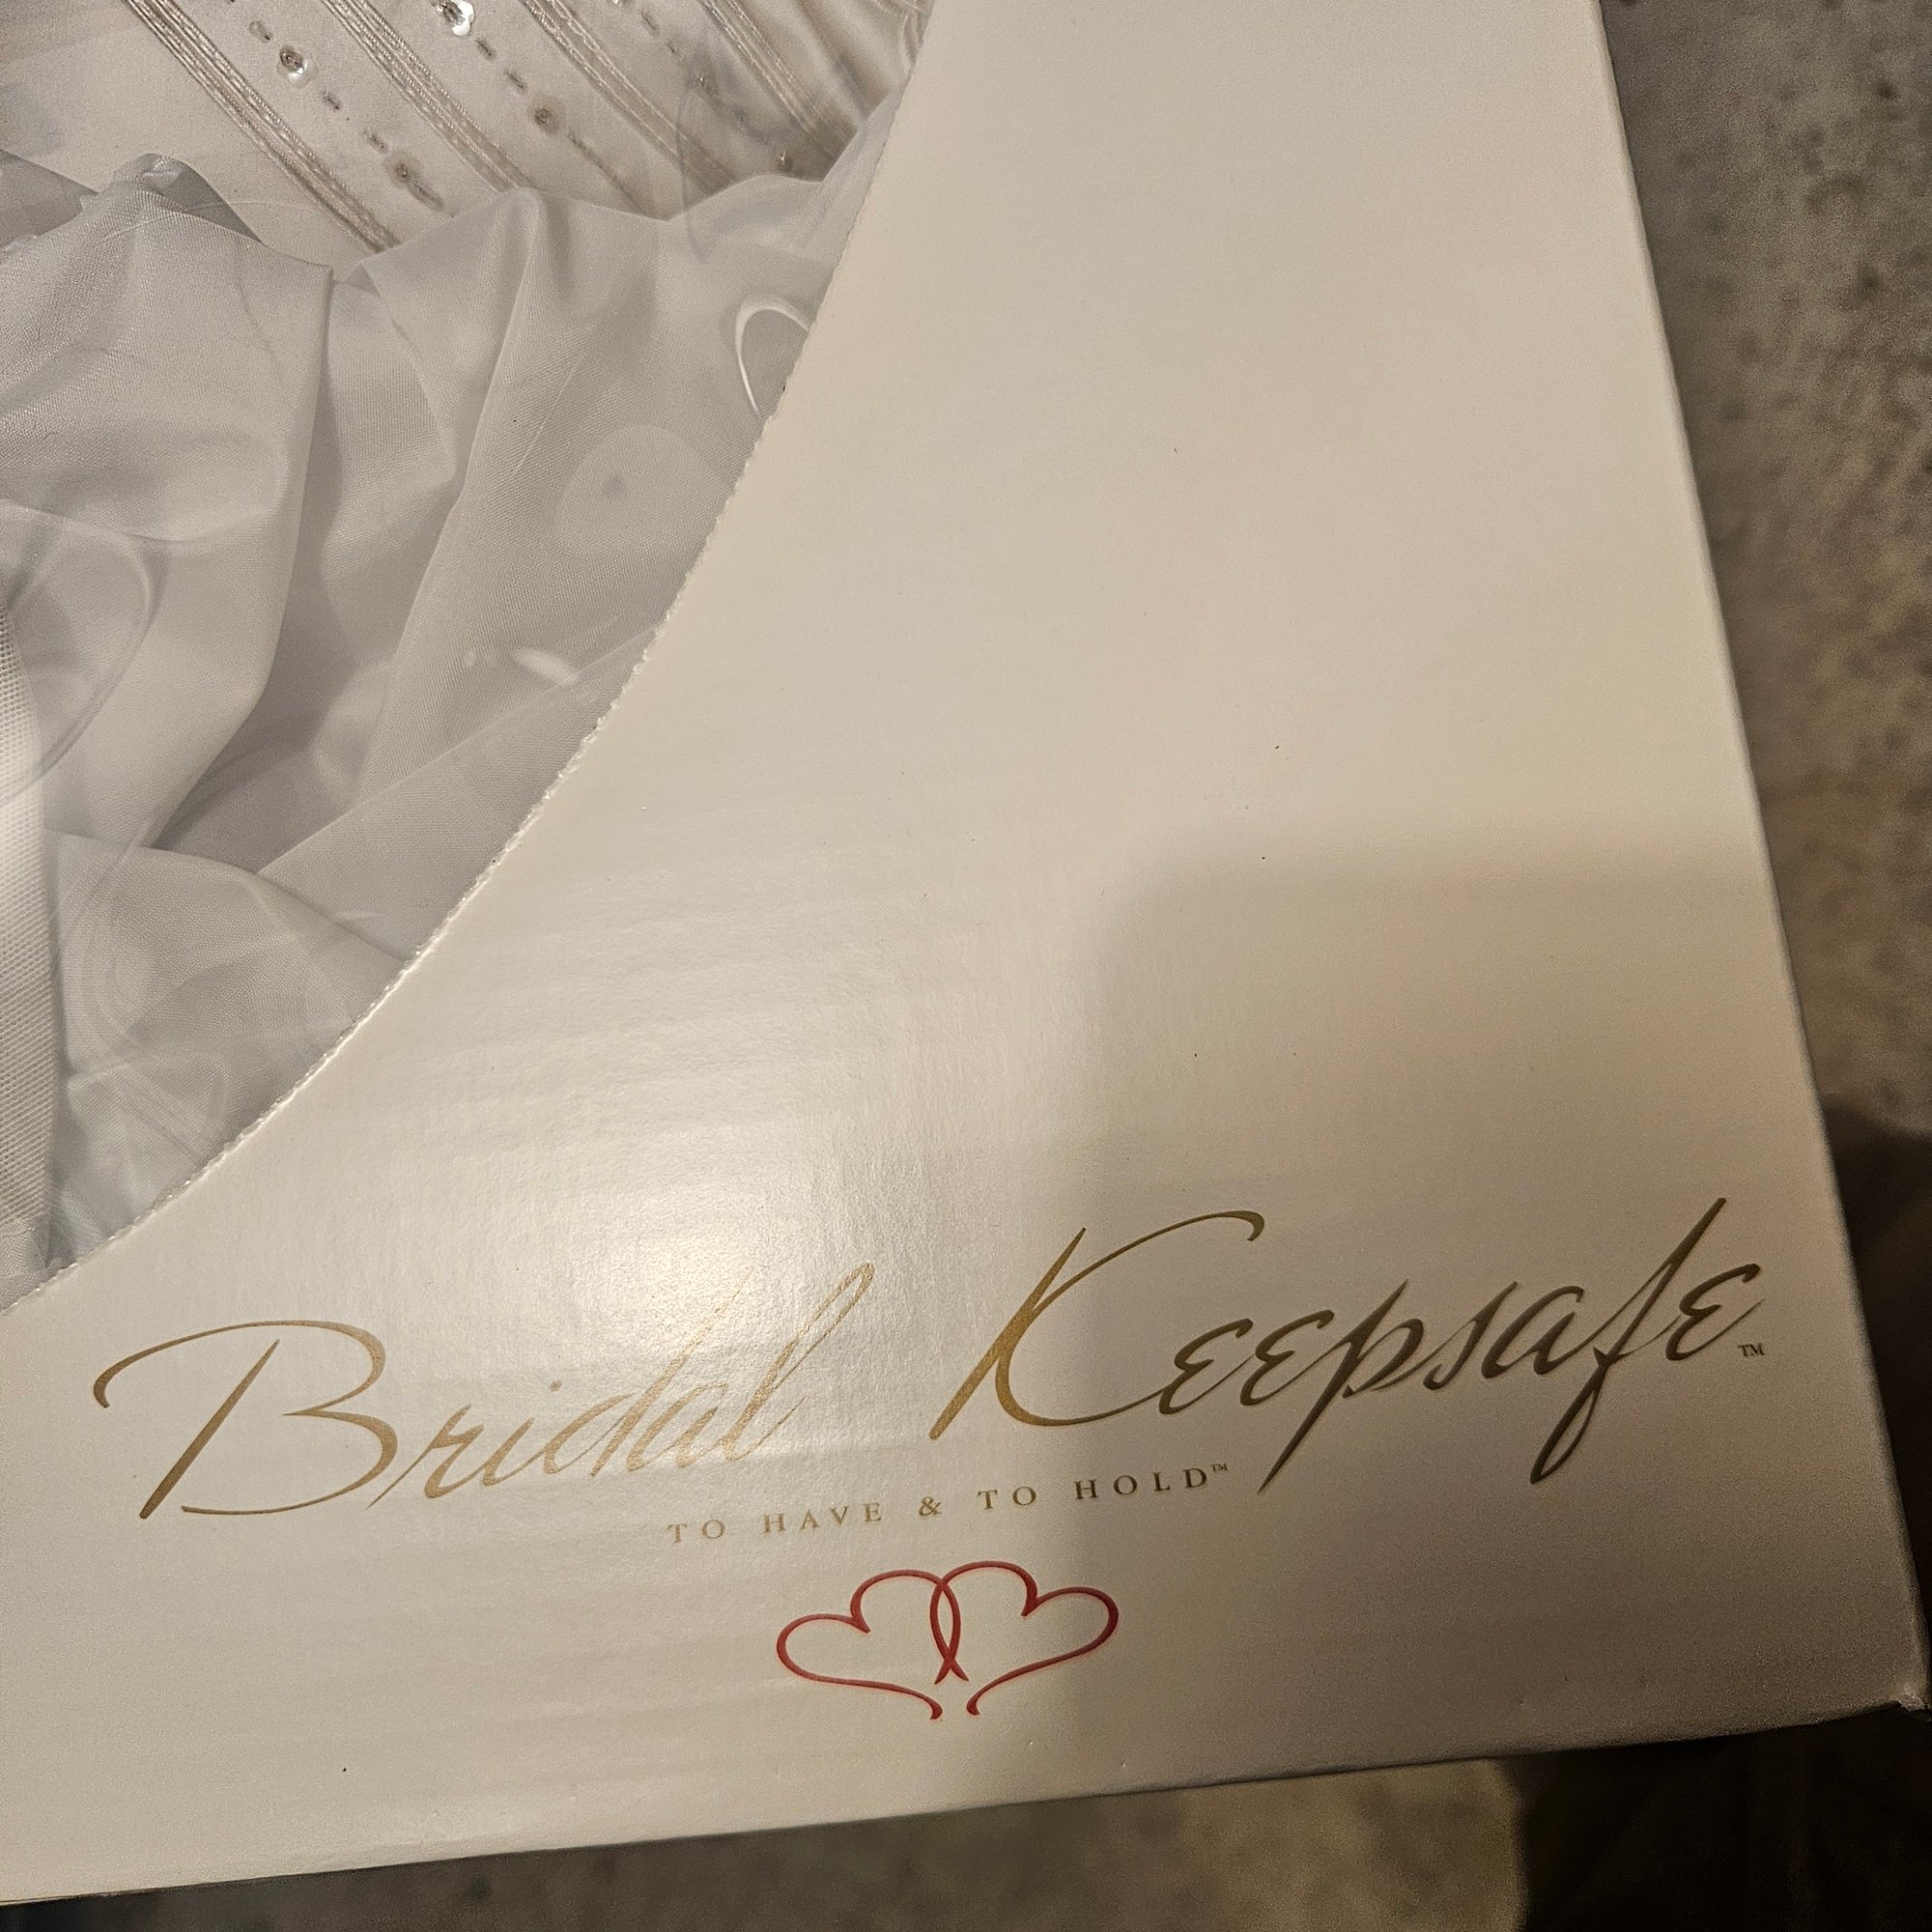 Bridal Keepsafe™
TO HAVE & TO HOLD™